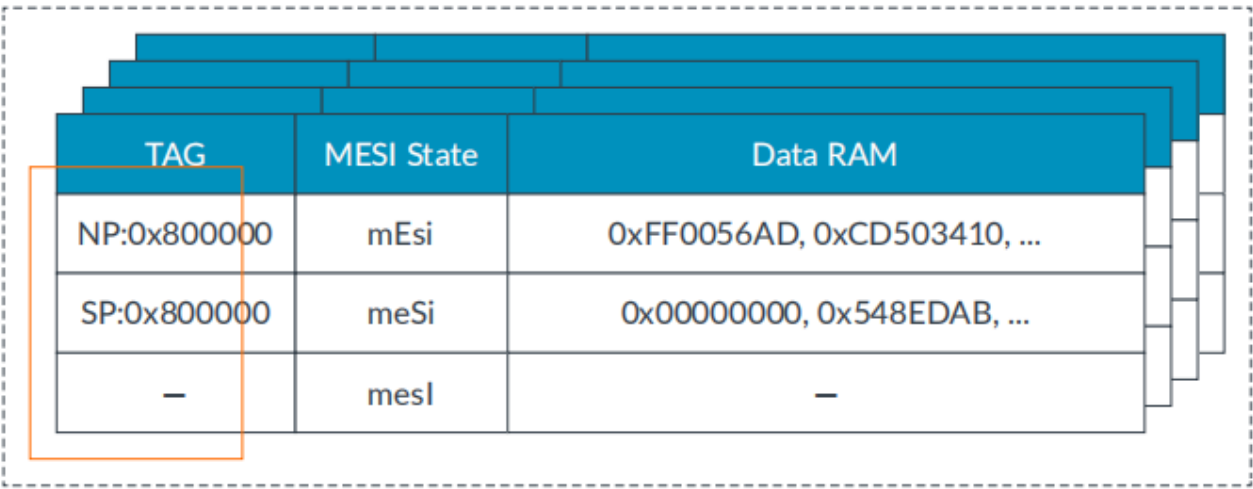 TAG MESI State Data RAM
NP:0x800000 mEsi 0xFF0056AD, 0xCD503410, ...
SP:0x800000 meSi 0x00000000, 0x548EDAB, ...
– mesI –